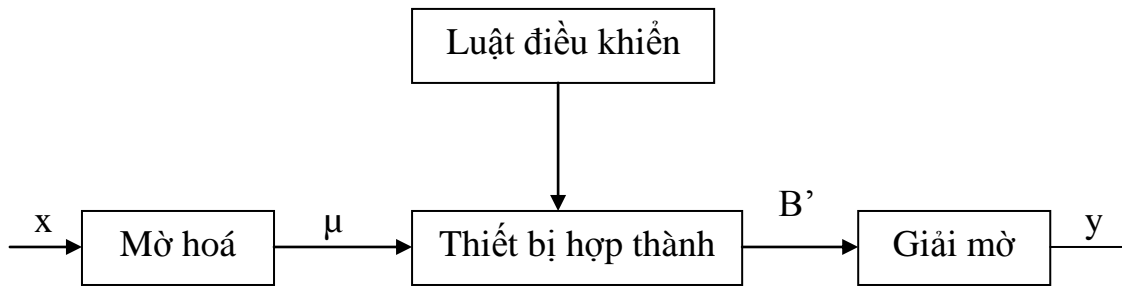 Luật điều khiển
x
Mờ hoá
μ
Thiết bị hợp thành
B’
Giải mờ
y